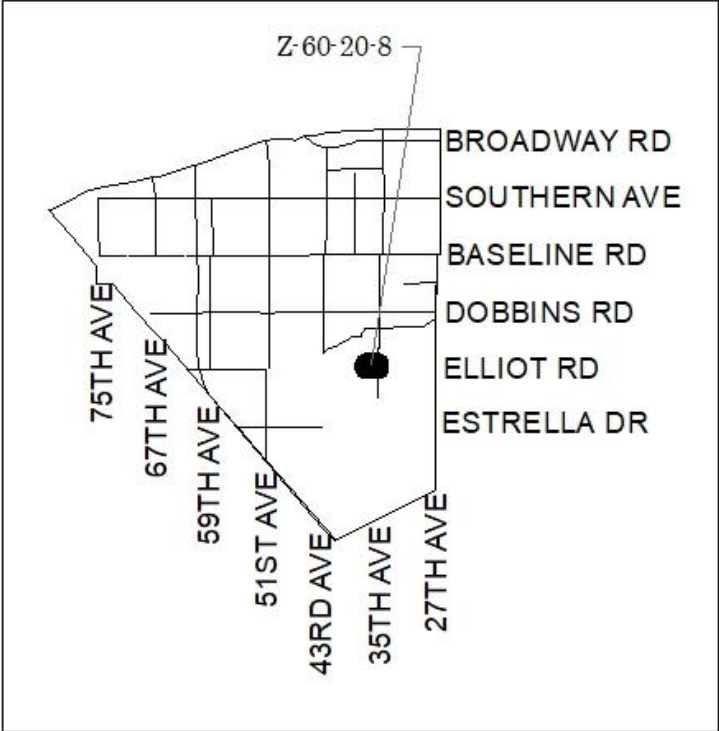 Z-60-20-8
BROADWAY RD
SOUTHERN AVE
BASELINE RD
DOBBINS RD
ELLIOT RD
ESTRELLA DR
75TH AVE
67TH AVE
59TH AVE
51ST AVE
43RD AVE
35TH AVE
27TH AVE